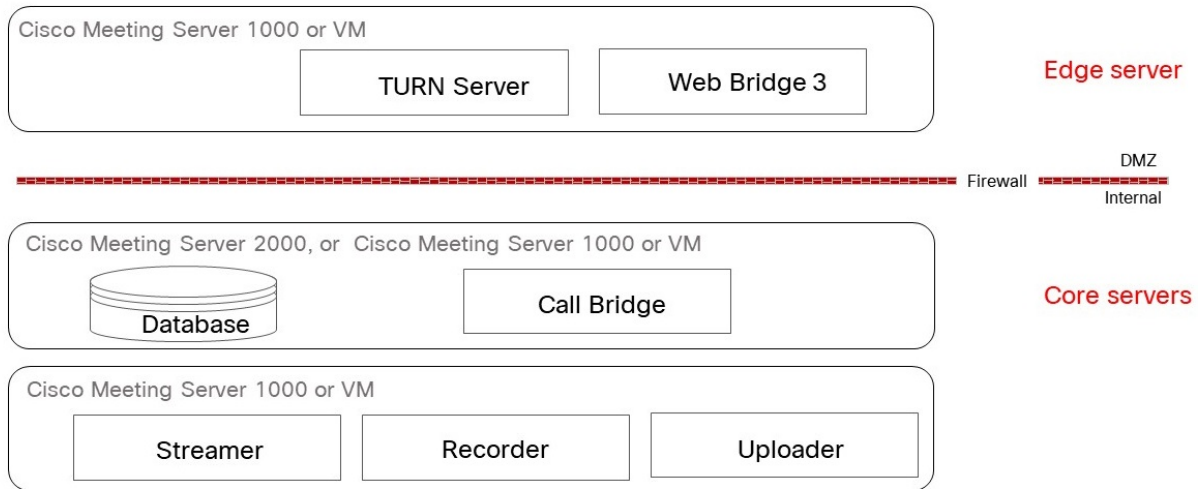 Cisco Meeting Server 1000 or VM
TURN Server
Web Bridge 3
Edge server
DMZ
Firewall
Internal
Cisco Meeting Server 2000, or Cisco Meeting Server 1000 or VM
Database
Call Bridge
Core servers
Cisco Meeting Server 1000 or VM
Streamer
Recorder
Uploader